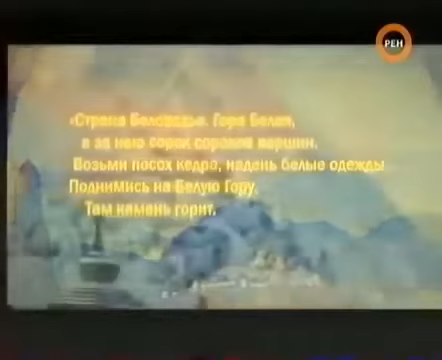 РЕН
«Страна Беловодье. Гора Белая,
а за нею сорок сороков вершин.
Возьми посох кедра, надень белые одежды
Поднимись на Белую Гору.
Там камень горит.